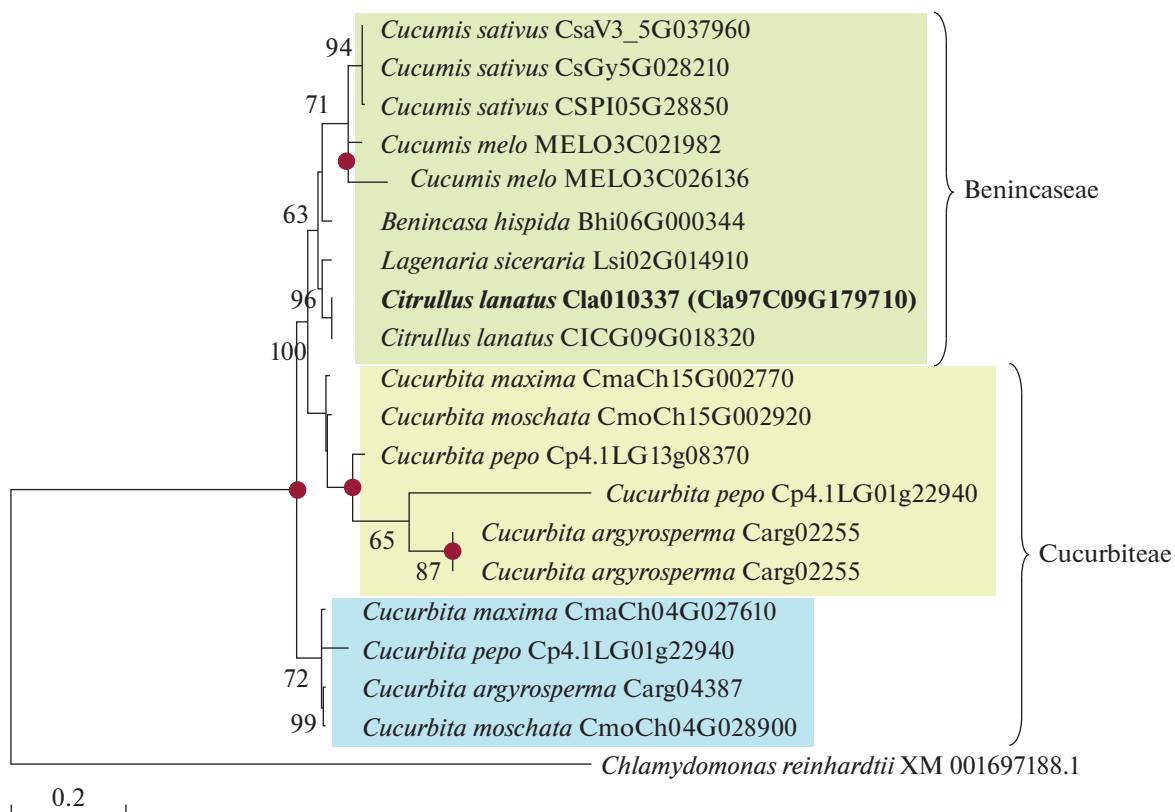 Cucumis sativus CsaV3_5G037960
94
Cucumis sativus CsGy5G028210
71
Cucumis sativus CSPI05G28850
Cucumis melo MELO3C021982
Cucumis melo MELO3C026136
Benincaseae
63
Benincasa hispida Bhi06G000344
Lagenaria siceraria Lsi02G014910
96
Citrullus lanatus Cla010337 (Cla97C09G179710)
Citrullus lanatus CICG09G018320
100
Cucurbita maxima CmaCh15G002770
Cucurbita moschata CmoCh15G002920
Cucurbita pepo Cp4.1LG13g08370
Cucurbita pepo Cp4.1LG01g22940
65
Cucurbita argyrosperma Carg02255
Cucurbiteae
87
Cucurbita argyrosperma Carg02255
Cucurbita maxima CmaCh04G027610
Cucurbita pepo Cp4.1LG01g22940
72
Cucurbita argyrosperma Carg04387
99
Cucurbita moschata CmoCh04G028900
Chlamydomonas reinhardtii XM 001697188.1
0.2